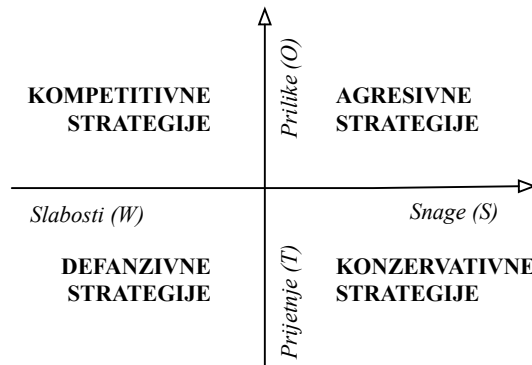 KOMPETITIVNE
STRATEGIJE
Prilike (O)
AGRESIVNE
STRATEGIJE
Slabosti (W)
Snage (S)
DEFANZIVNE
STRATEGIJE
Prijetnje (T)
KONZERVATIVNE
STRATEGIJE